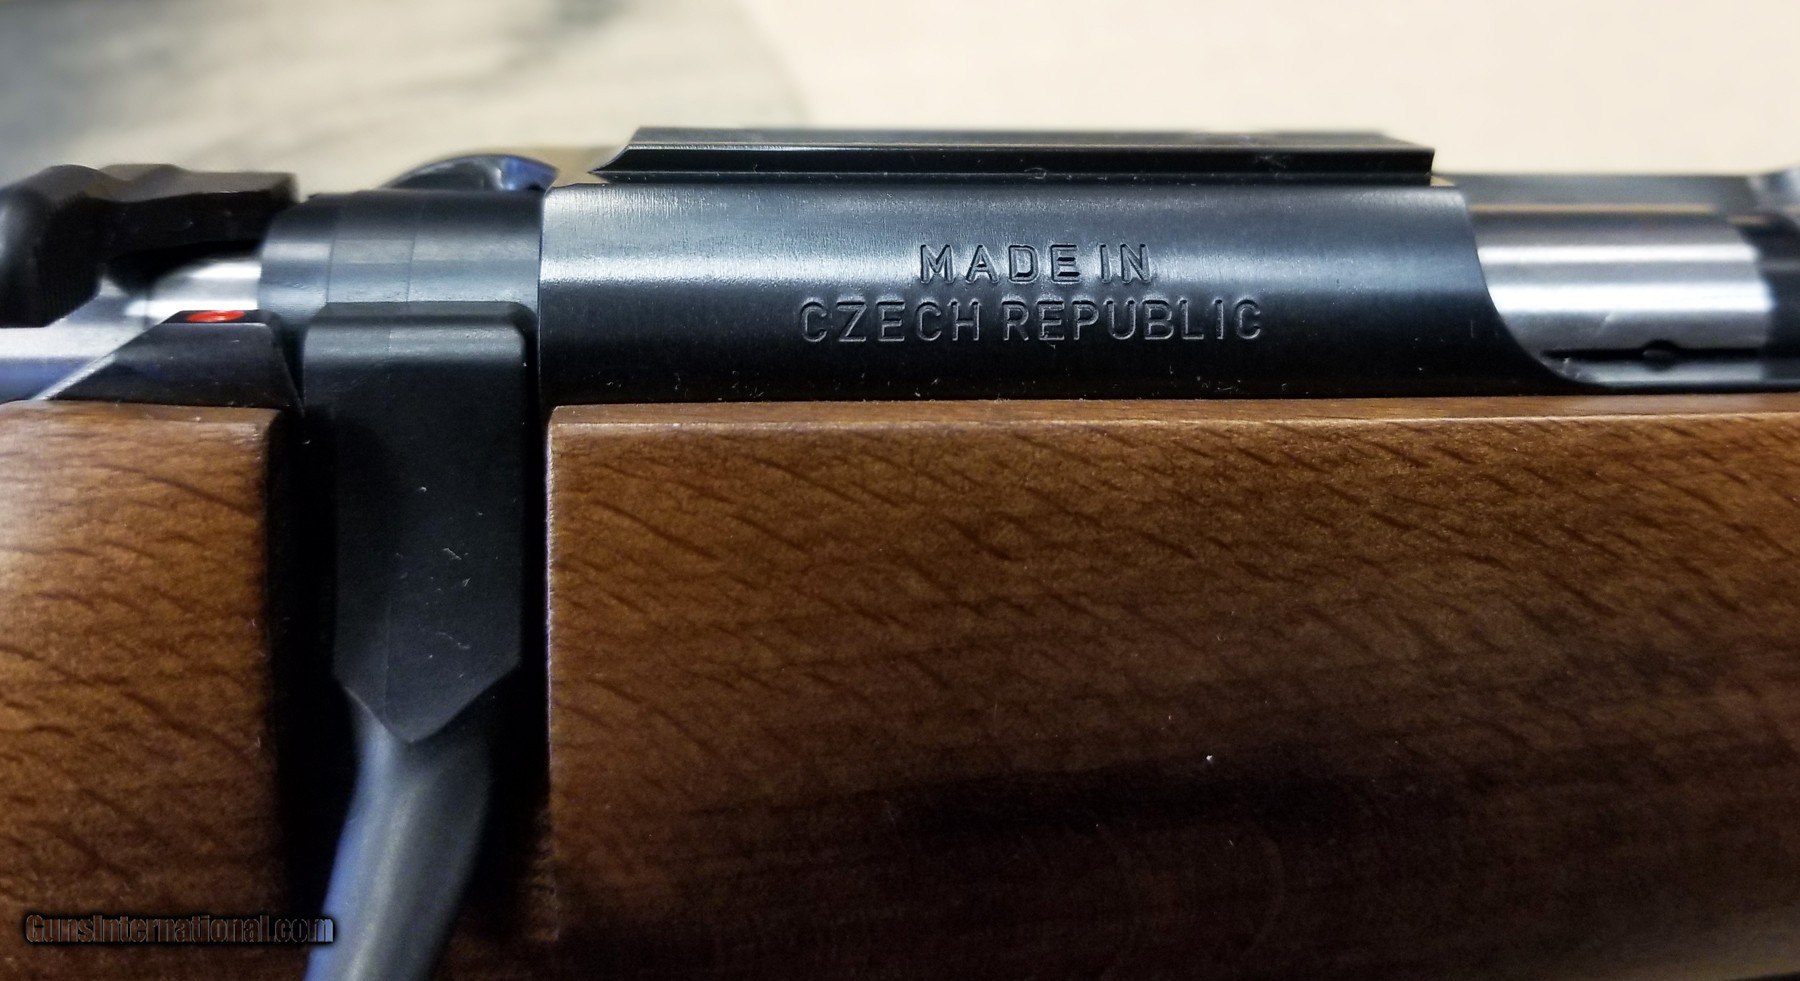 MADE IN
CZECH REPUBLIC
GunsInternational.com